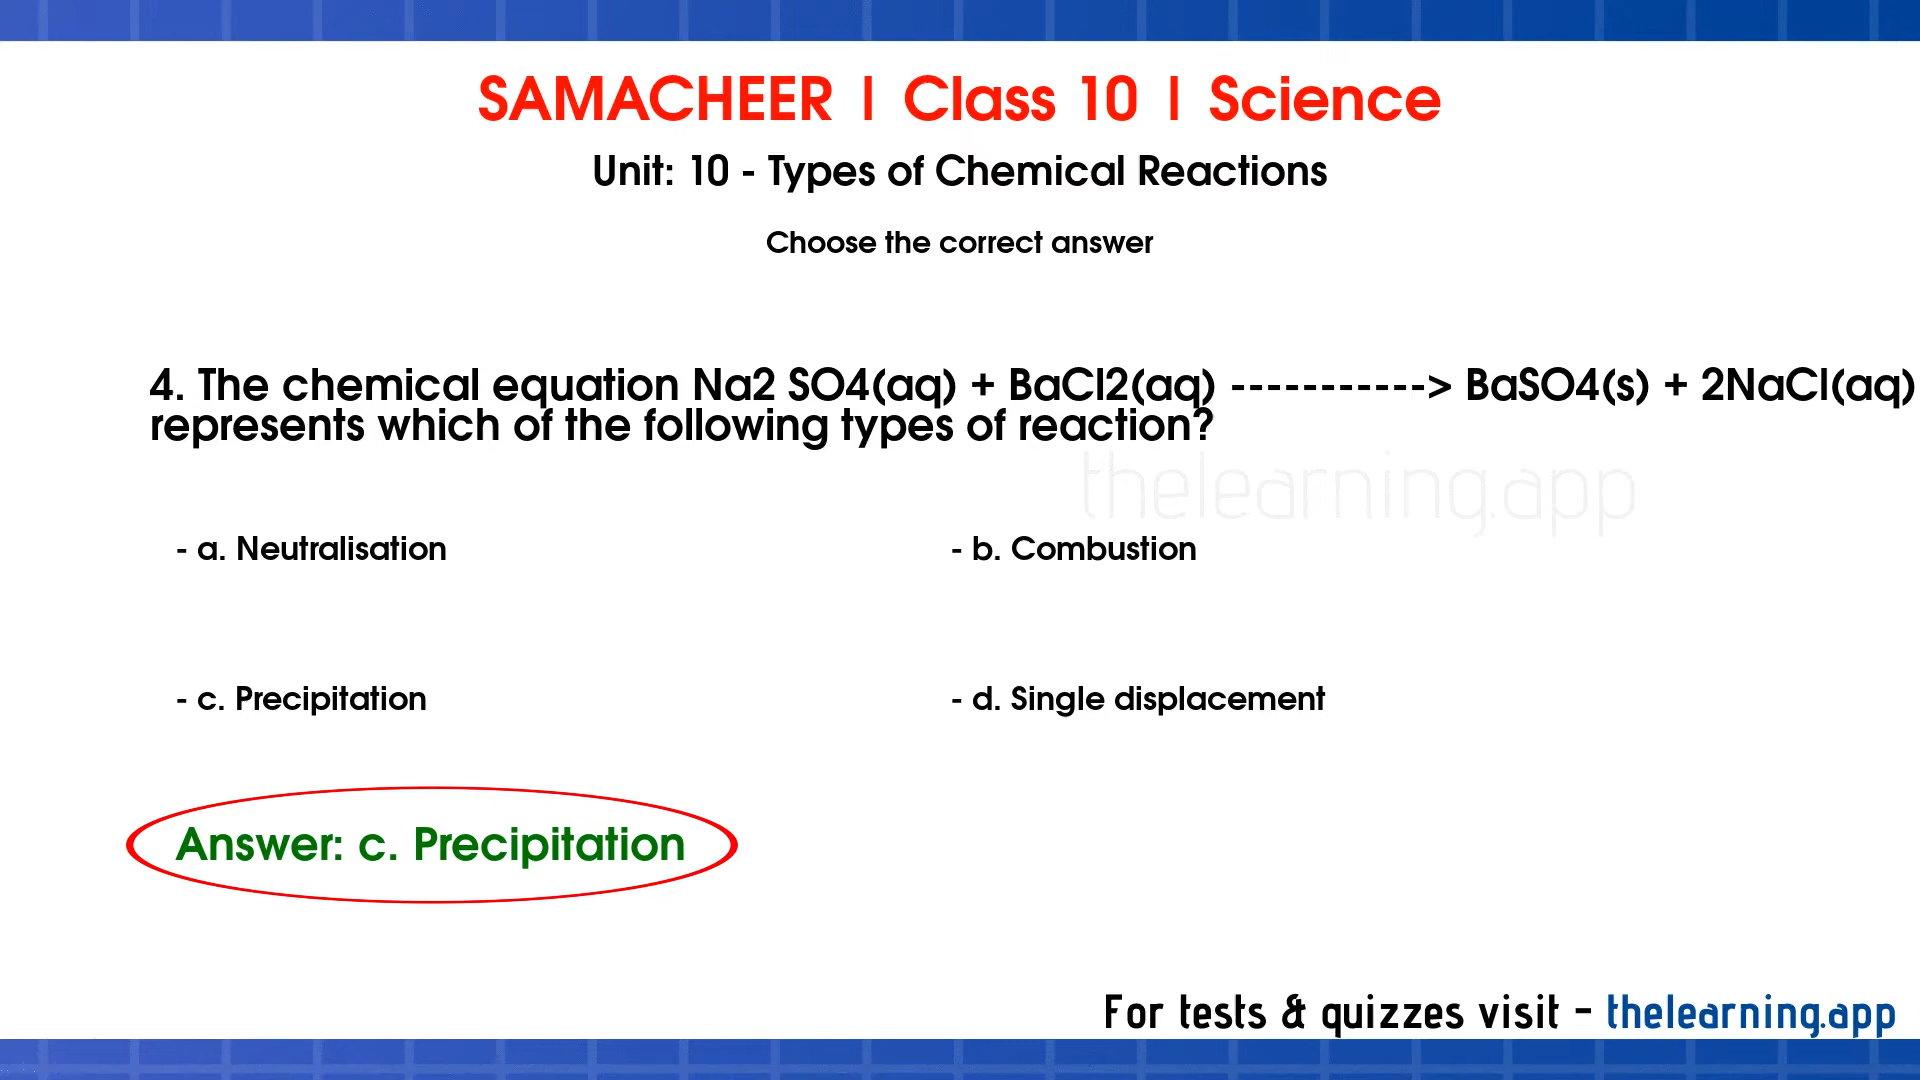 SAMACHEER | Class 10 | Science
Unit: 10 - Types of Chemical Reactions
Choose the correct answer
4. The chemical equation Na2 SO4(aq) + BaCl2(aq) -----------> BaSO4(s) + 2NaCl(aq)
represents which of the following types of reaction?
thelearning.app
- a. Neutralisation
- b. Combustion
- c. Precipitation
- d. Single displacement
Answer: c. Precipitation
For tests & quizzes visit - thelearning.app